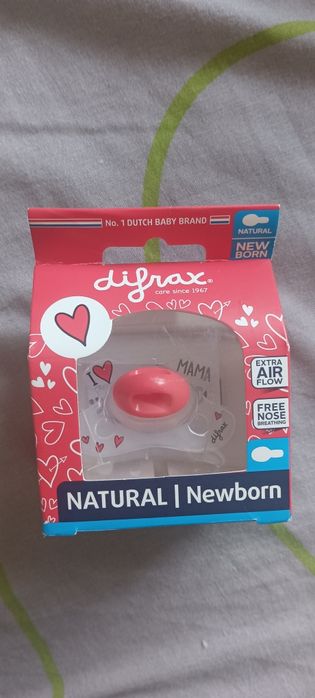 No. 1 DUTCH BABY BRAND
NATURAL
NEW
BORN
difrax®
care since 1967
I
MAMA
difrax
EXTRA
AIR
FLOW
FREE
NOSE
BREATHING
NATURAL | Newborn